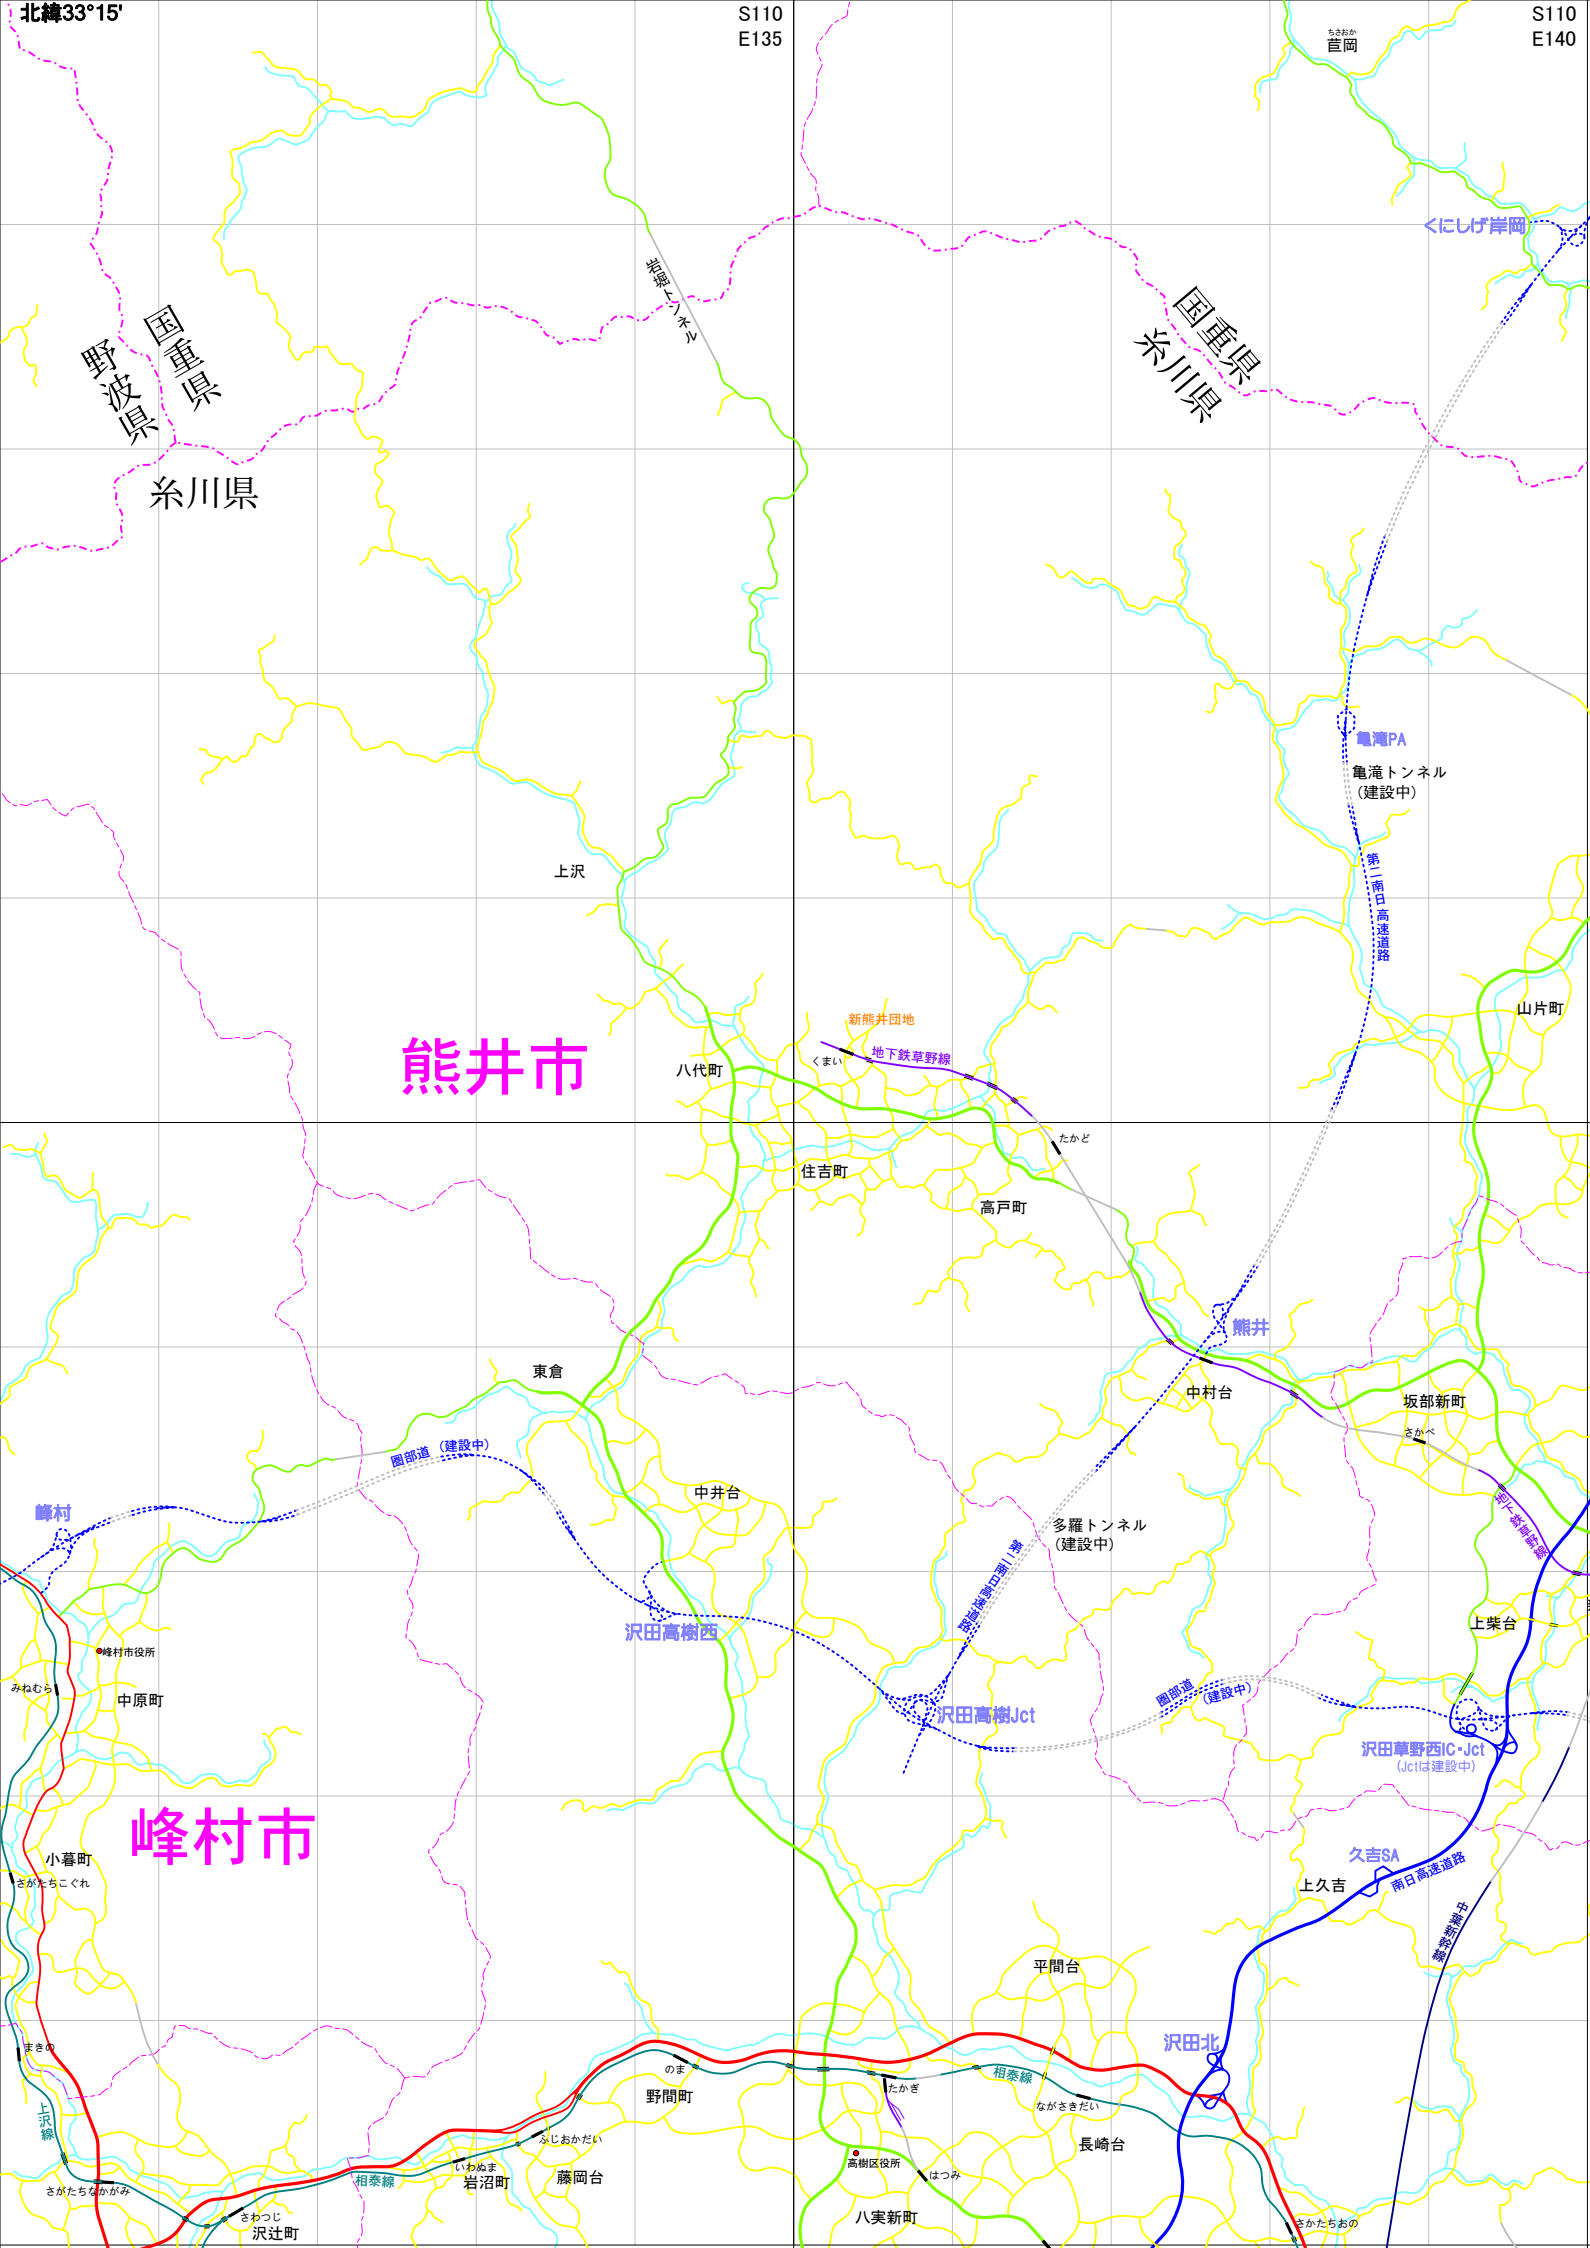 北緯33°15'
S110
E135
S110
E140
ちさおか
苣岡
くにしげ岸岡
岩堀トンネル
国重県
野波県
糸川県
国重県
糸川県
亀滝PA
亀滝トンネル
(建設中)
第二南日高速道路
上沢
山片町
新熊井団地
地下鉄草野線
くまい
熊井市
八代町
たかど
住吉町
高戸町
熊井
東倉
中村台
坂部新町
さかべ
圏部道 (建設中)
中井台
峰村
地下鉄草野線
多羅トンネル
(建設中)
第二南日高速道路
沢田高樹西
上柴台
峰村市役所
みねむら
中原町
圏部道 (建設中)
沢田高樹Jct
沢田草野西IC・Jct
(Jctは建設中)
峰村市
小暮町
さがたちこぐれ
久吉SA
南日高速道路
上久吉
中葉新幹線
平間台
沢田北
まきの
のま
野間町
たかぎ
相泰線
ながさきだい
上沢線
長崎台
ふじおかだい
高樹区役所
いわぬま
岩沼町
藤岡台
はつみ
相泰線
さがたちなかがみ
さわつじ
沢辻町
八実新町
さかたちおの